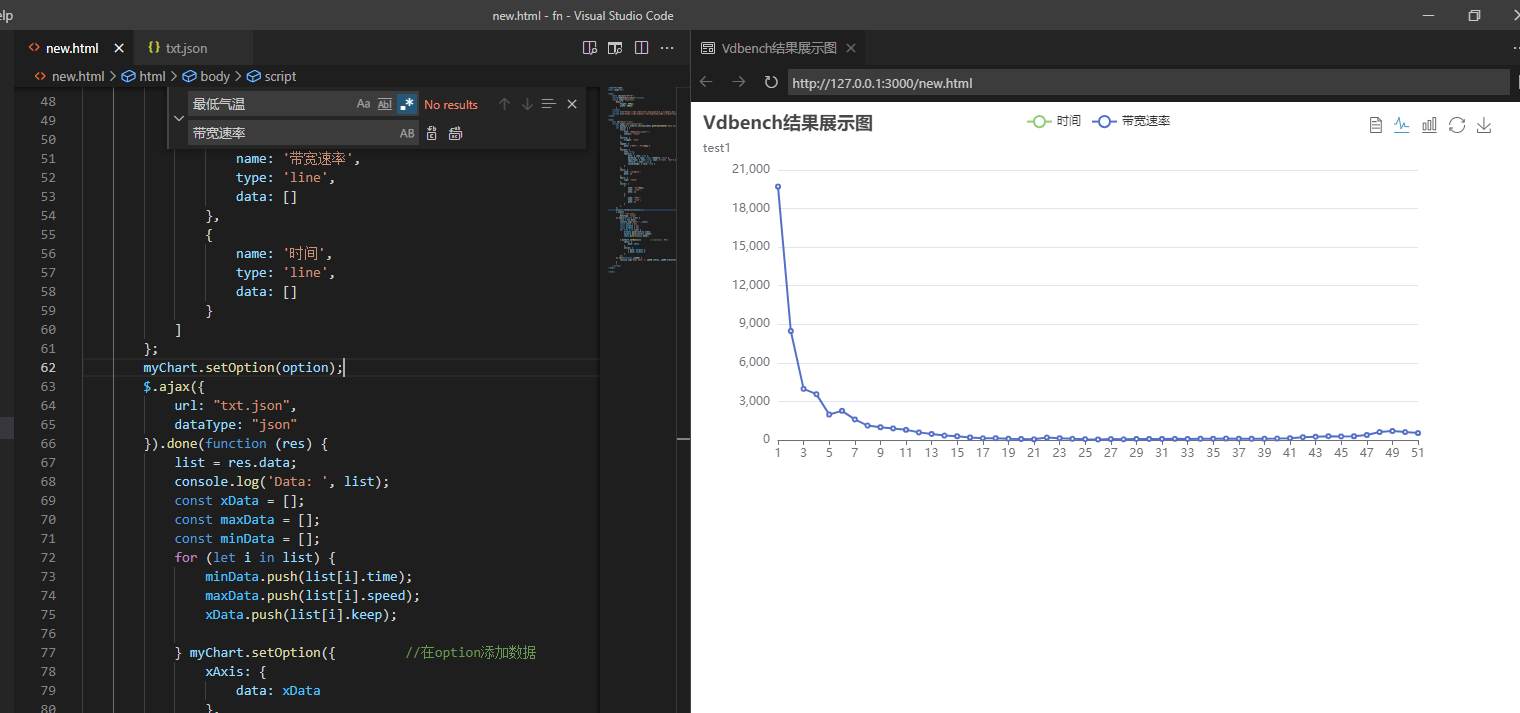 elp
new.html - fn - Visual Studio Code
new.html
txt.json
new.html > html > body > script
最低气温
Aa Abl .*
No results
带宽速率
AB
48
49
50
51 name: '带宽速率',
52 type: 'line',
53 data: []
54 },
55 {
56 name: '时间',
57 type: 'line',
58 data: []
59 }
60 ]
61 };
62 myChart.setOption(option);
63 $.ajax({
64 url: "txt.json",
65 dataType: "json"
66 }).done(function (res) {
67 list = res.data;
68 console.log('Data: ', list);
69 const xData = [];
70 const maxData = [];
71 const minData = [];
72 for (let i in list) {
73 minData.push(list[i].time);
74 maxData.push(list[i].speed);
75 xData.push(list[i].keep);
76
77 } myChart.setOption({ //在option添加数据
78 xAxis: {
79 data: xData
80 },
Vdbench结果展示图
http://127.0.0.1:3000/new.html
Vdbench结果展示图
test1
时间 带宽速率
21,000
18,000
15,000
12,000
9,000
6,000
3,000
0
1 3 5 7 9 11 13 15 17 19 21 23 25 27 29 31 33 35 37 39 41 43 45 47 49 51